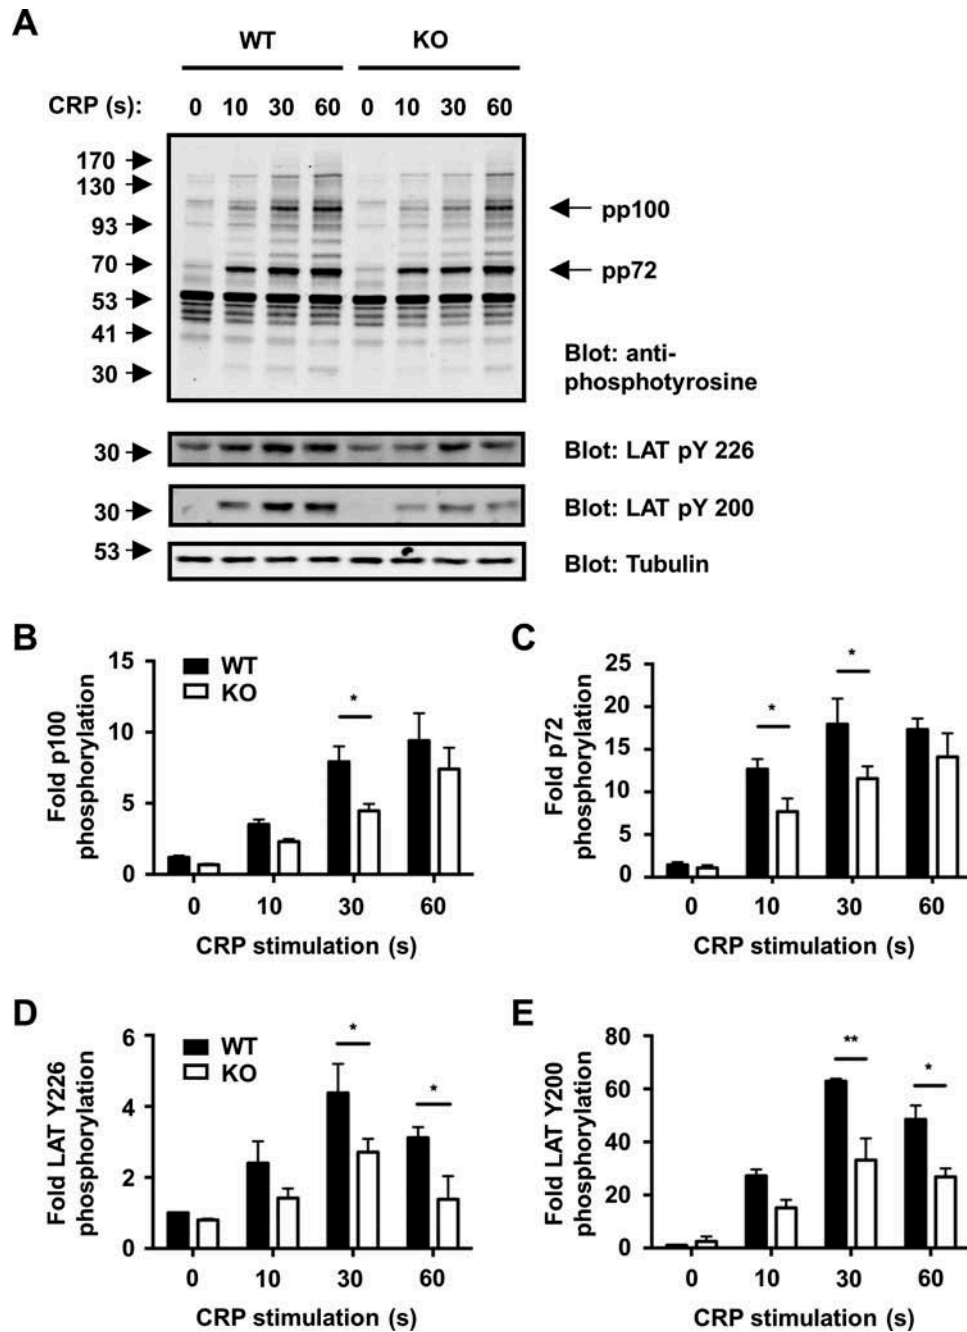 A
WT KO
CRP (s): 0 10 30 60 0 10 30 60
170
130
93
70
53
41
30
pp100
pp72
Blot: anti-
phosphotyrosine
30 Blot: LAT pY 226
30 Blot: LAT pY 200
53
Blot: Tubulin
B
Fold p100
phosphorylation
15
10
5
0
WT
KO
*
0 10 30 60
CRP stimulation (s)
C
Fold p72
phosphorylation
25
20
15
10
5
0
*
*
0 10 30 60
CRP stimulation (s)
D
Fold LAT Y226
phosphorylation
6
4
2
0
WT
KO
*
*
0 10 30 60
CRP stimulation (s)
E
Fold LAT Y200
phosphorylation
80
60
40
20
0
**
*
0 10 30 60
CRP stimulation (s)